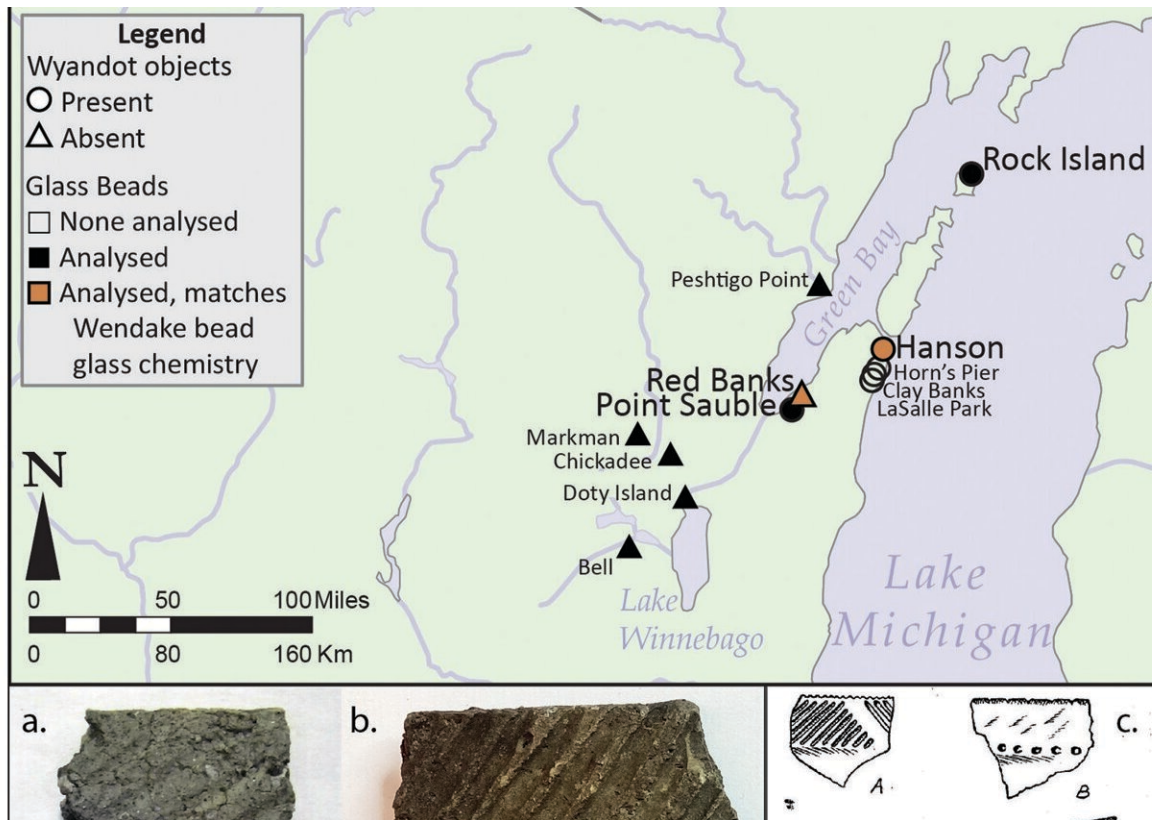 Legend
Wyandot objects
Present
Absent
Glass Beads
None analysed
Analysed
Analysed, matches
Wendake bead
glass chemistry
Rock Island
Peshtigo Point
Green Bay
Hanson
Horn's Pier
Clay Banks
LaSalle Park
Red Banks
Point Sauble
Markman
Chickadee
Doty Island
Bell
Lake
Winnebago
Lake
Michigan
N
0 50 100 Miles
0 80 160 Km
a.
b.
c.
A
B